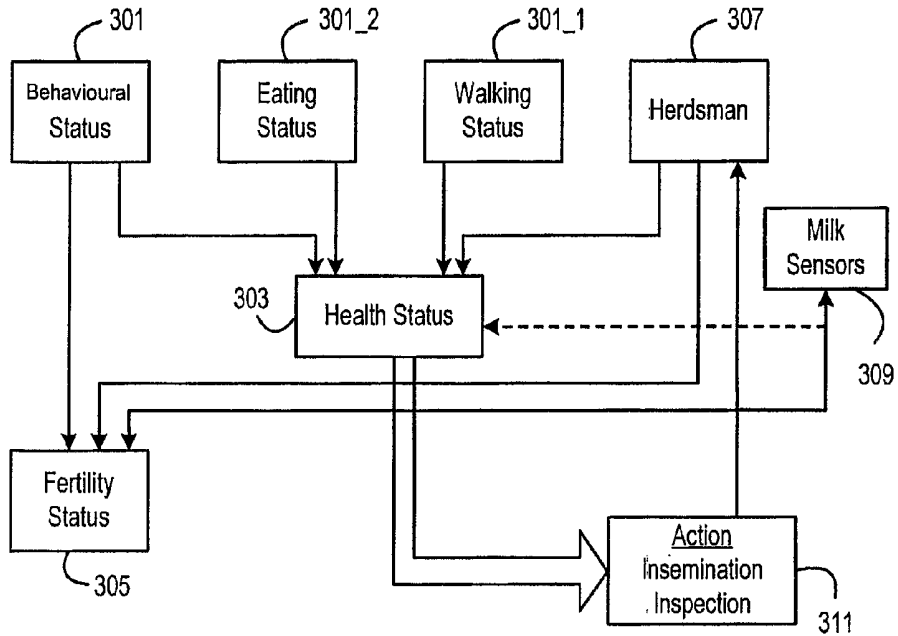 301
301_2
301_1
307
Behavioural
Status
Eating
Status
Walking
Status
Herdsman
Milk
Sensors
309
303
Health Status
Fertility
Status
305
Action
Insemination
Inspection
311